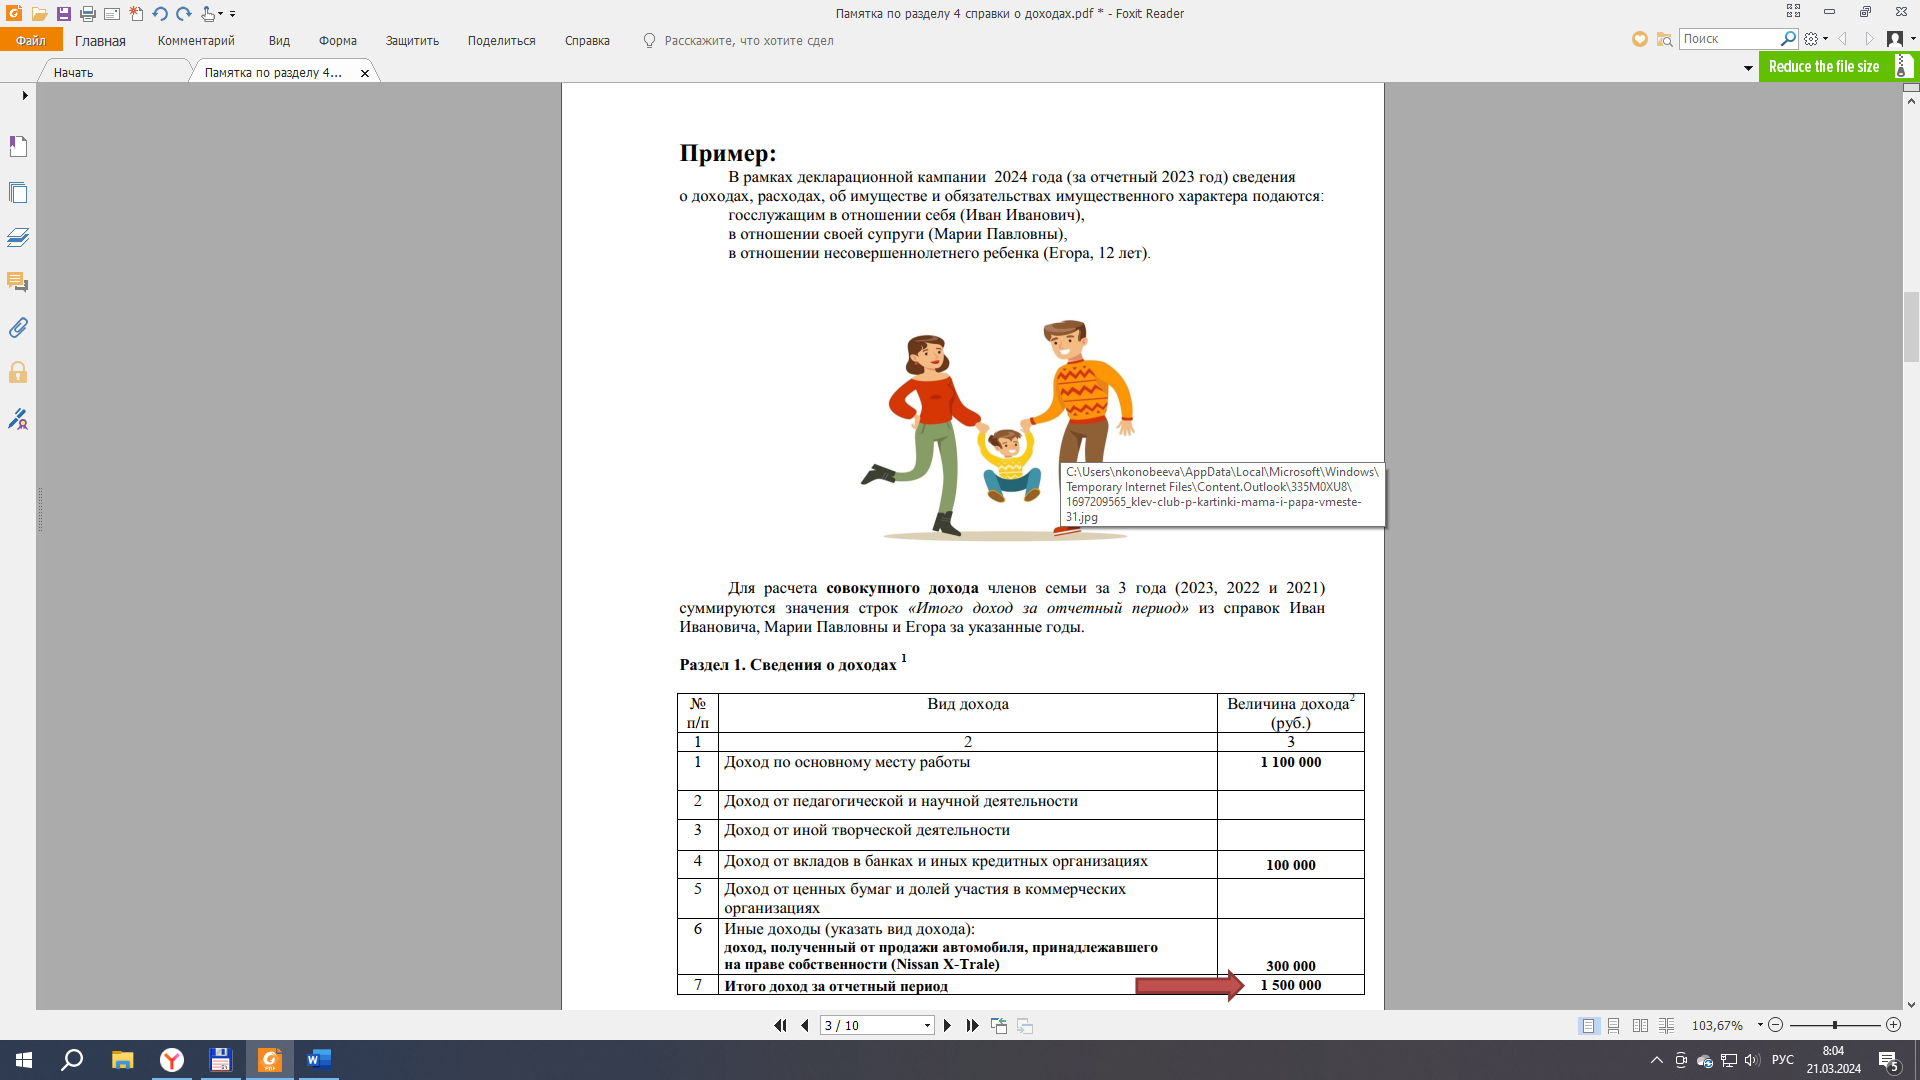 Памятка по разделу 4 справки о доходах.pdf * - Foxit Reader
Файл Главная Комментарий Вид Форма Защитить Поделиться Справка Расскажите, что хотите сдел Поиск
Начать Памятка по разделу 4... Reduce the file size
Пример:
В рамках декларационной кампании 2024 года (за отчетный 2023 год) сведения
о доходах, расходах, об имуществе и обязательствах имущественного характера подаются:
госслужащим в отношении себя (Иван Иванович),
в отношении своей супруги (Марии Павловны),
в отношении несовершеннолетнего ребенка (Егора, 12 лет).
C:\Users\nkonobeeva\AppData\Local\Microsoft\Windows\
Temporary Internet Files\Content.Outlook\335M0XU8\
1697209565_klev-club-p-kartinki-mama-i-papa-vmeste-
31.jpg
Для расчета совокупного дохода членов семьи за 3 года (2023, 2022 и 2021)
суммируются значения строк «Итого доход за отчетный период» из справок Иван
Ивановича, Марии Павловны и Егора за указанные годы.
Раздел 1. Сведения о доходах 1
№ п/п Вид дохода Величина дохода2 (руб.)
1 2 3
1 Доход по основному месту работы 1 100 000
2 Доход от педагогической и научной деятельности
3 Доход от иной творческой деятельности
4 Доход от вкладов в банках и иных кредитных организациях 100 000
5 Доход от ценных бумаг и долей участия в коммерческих
организациях
6 Иные доходы (указать вид дохода):
доход, полученный от продажи автомобиля, принадлежавшего
на праве собственности (Nissan X-Trale) 300 000
7 Итого доход за отчетный период 1 500 000
3 / 10 103,67%
РУС 8:04
21.03.2024 5